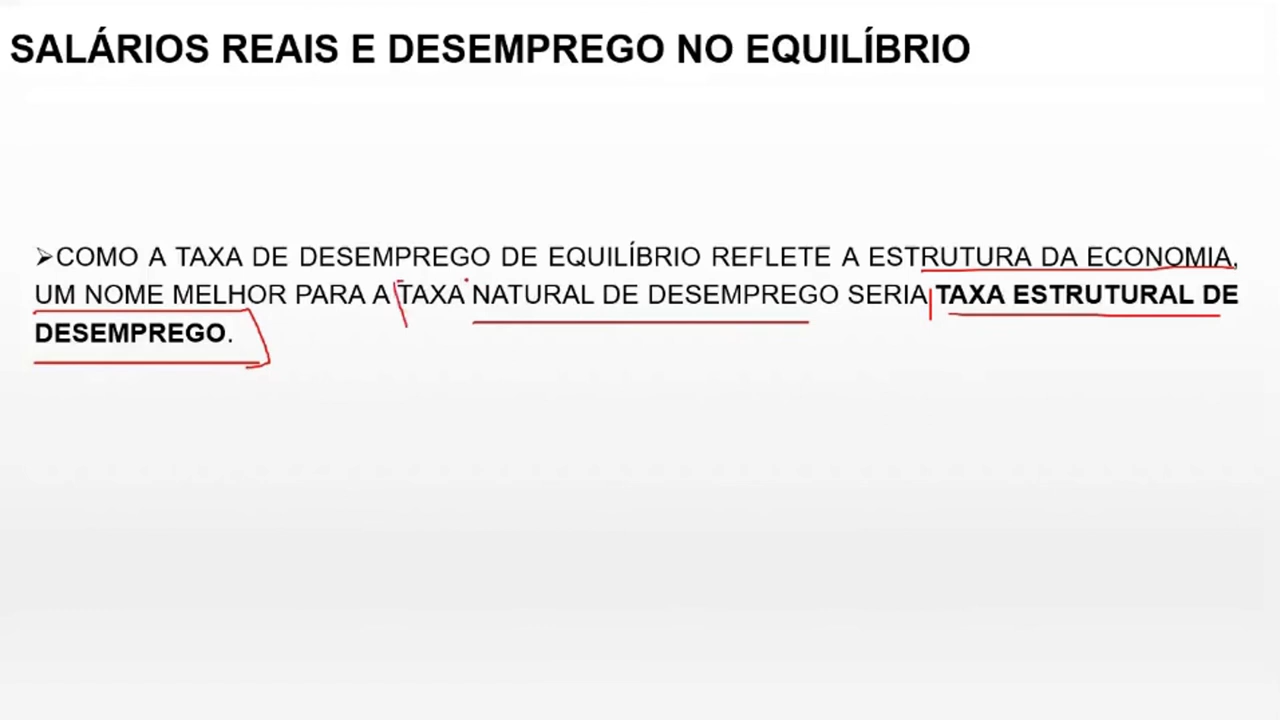 SALÁRIOS REAIS E DESEMPREGO NO EQUILÍBRIO
➢COMO A TAXA DE DESEMPREGO DE EQUILÍBRIO REFLETE A ESTRUTURA DA ECONOMIA,
UM NOME MELHOR PARA A TAXA NATURAL DE DESEMPREGO SERIA TAXA ESTRUTURAL DE
DESEMPREGO.